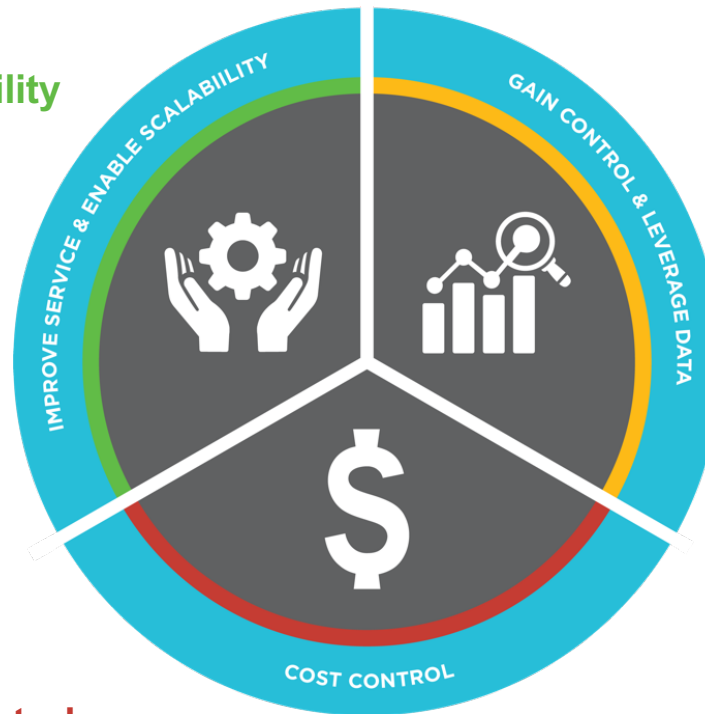 ility
IMPROVE SERVICE & ENABLE SCALABIILITY
GAIN CONTROL & LEVERAGE DATA
$
COST CONTROL